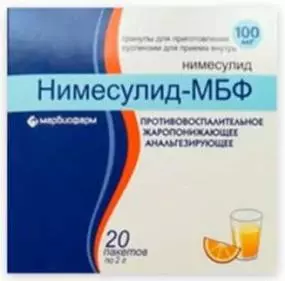 гранулы для приготовления
суспензии для приема внутрь
100
мг
нимесулид
Нимесулид-МБФ
марбиофарм
ПРОТИВОВОСПАЛИТЕЛЬНОЕ
ЖАРОПОНИЖАЮЩЕЕ
АНАЛЬГЕЗИРУЮЩЕЕ
20
пакетов
по 2 г